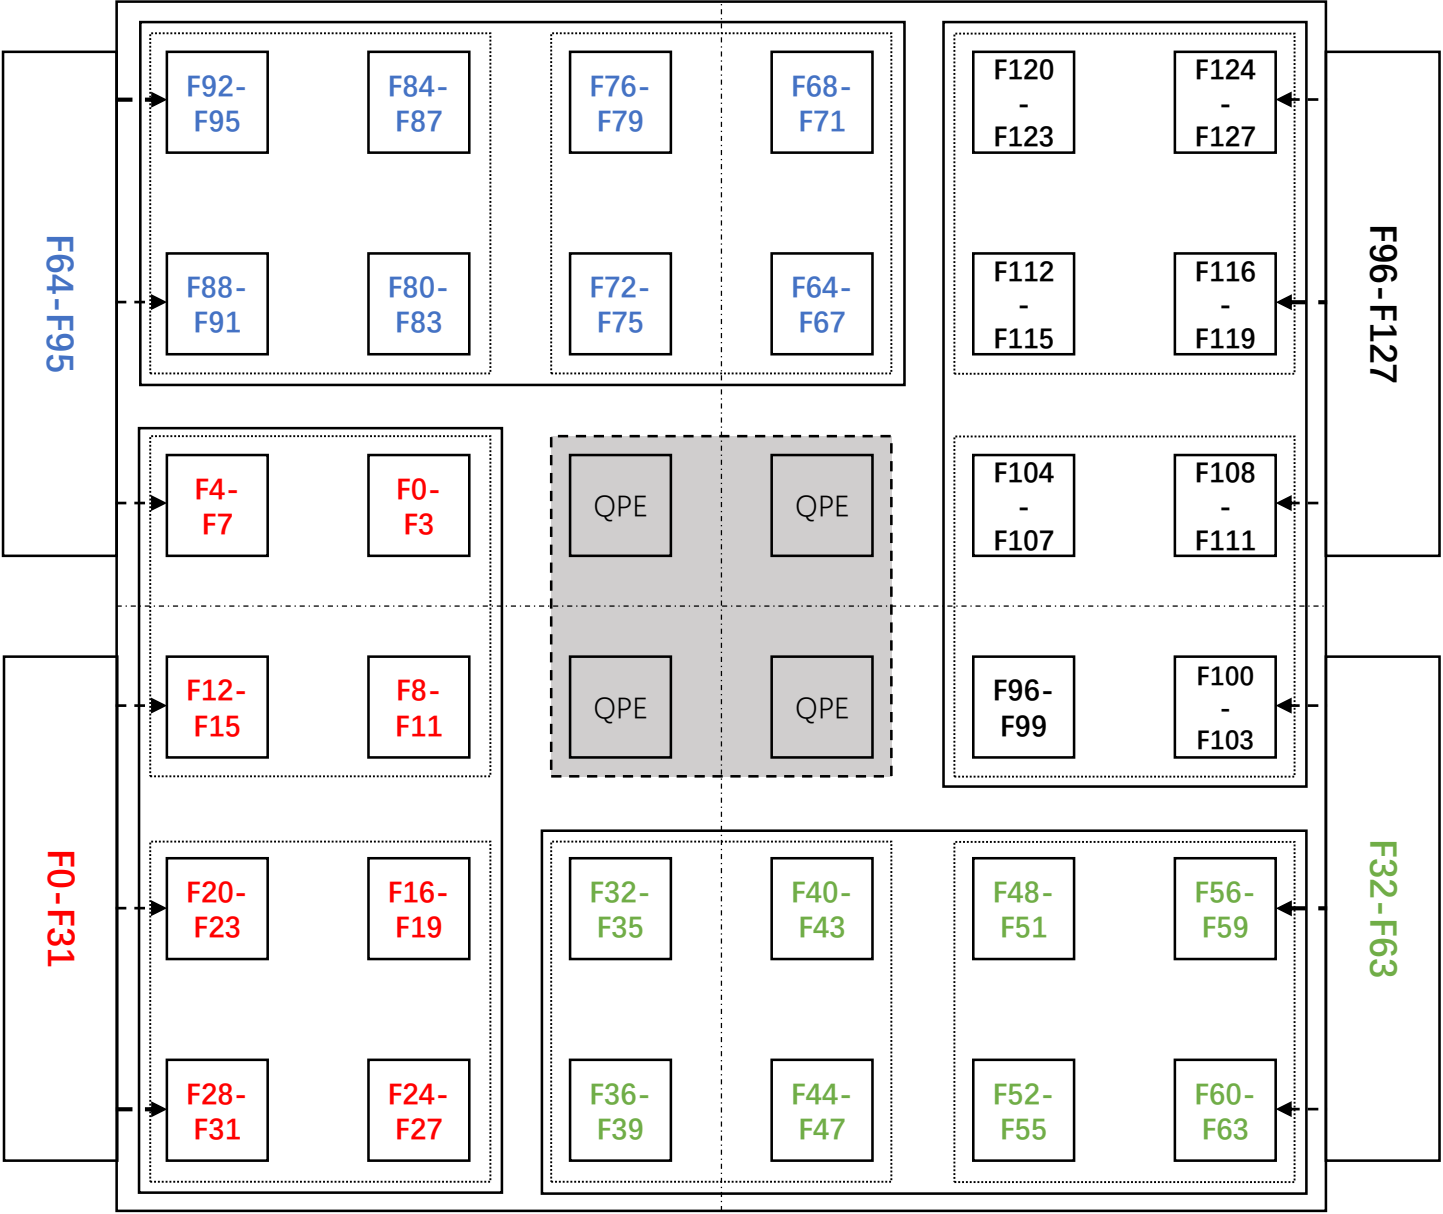 F92-
F95
F84-
F87
F76-
F79
F68-
F71
F120
-
F123
F124
-
F127
F88-
F91
F80-
F83
F72-
F75
F64-
F67
F112
-
F115
F116
-
F119
F64-F95
F96-F127
F4-
F7
F0-
F3
QPE
QPE
F104
-
F107
F108
-
F111
F12-
F15
F8-
F11
QPE
QPE
F96-
F99
F100
-
F103
F0-F31
F32-F63
F20-
F23
F16-
F19
F32-
F35
F40-
F43
F48-
F51
F56-
F59
F28-
F31
F24-
F27
F36-
F39
F44-
F47
F52-
F55
F60-
F63